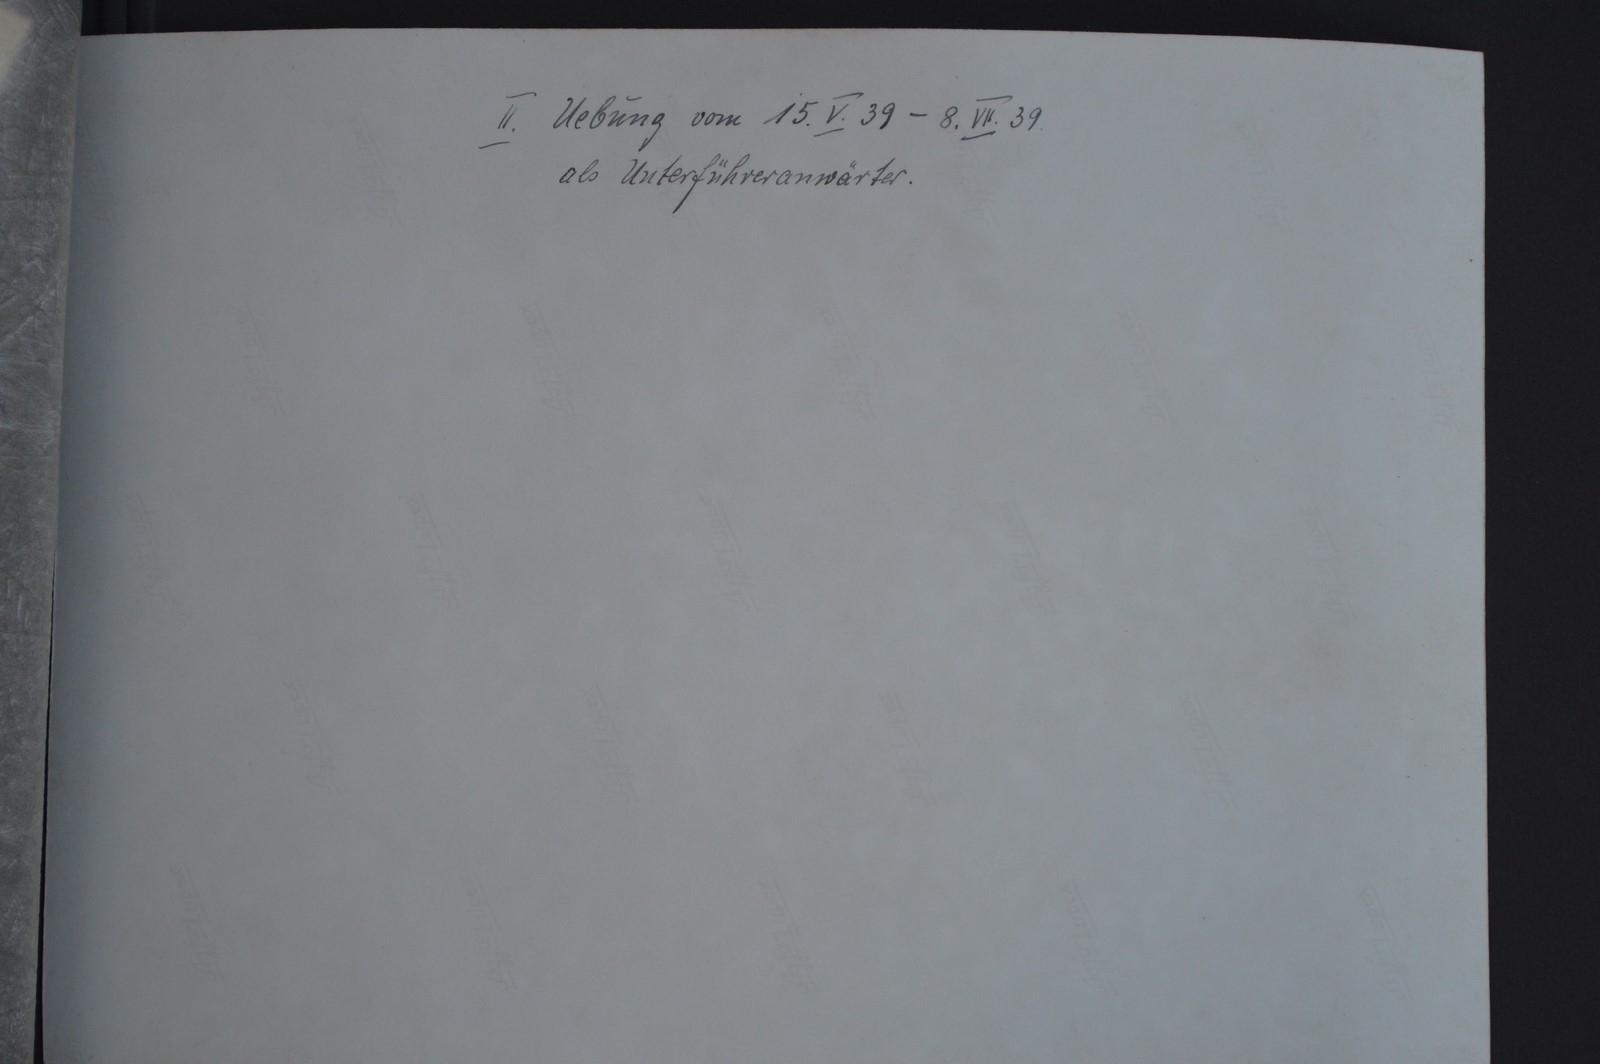 II. Uebung vom 15. V. 39 - 8. VII. 39.
als Unterführeranwärter.